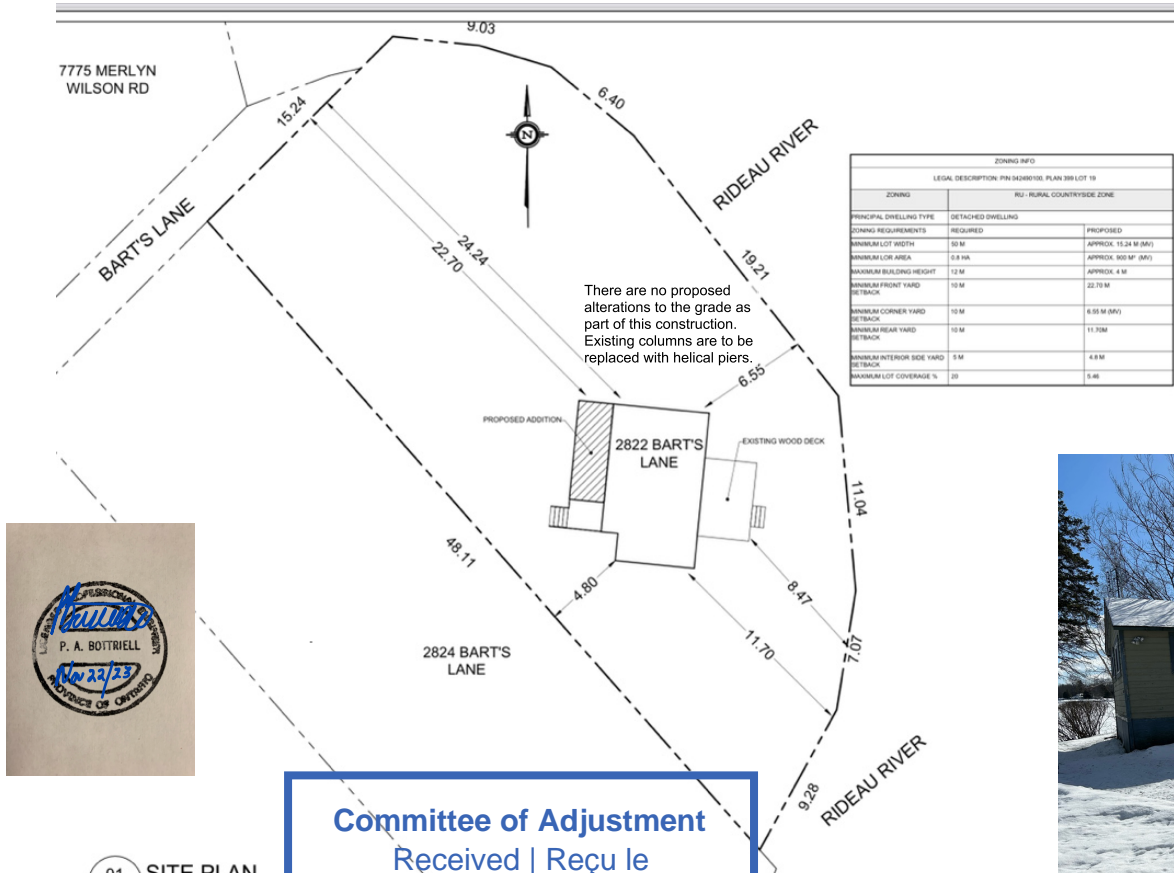 9.03
7775 MERLYN
WILSON RD
15.24
6.40
N
RIDEAU RIVER
BART'S LANE
24.24
22.70
19.21
There are no proposed
alterations to the grade as
part of this construction.
Existing columns are to be
replaced with helical piers.
6.55
PROPOSED ADDITION
2822 BART'S
LANE
EXISTING WOOD DECK
11.04
48.11
4.80
8.47
11.70
7.07
2824 BART'S
LANE
9.28
RIDEAU RIVER
ZONING INFO
LEGAL DESCRIPTION: PIN 042490100, PLAN 399 LOT 19
ZONING RU - RURAL COUNTRYSIDE ZONE
PRINCIPAL DWELLING TYPE DETACHED DWELLING
ZONING REQUIREMENTS REQUIRED PROPOSED
MINIMUM LOT WIDTH 50 M APPROX. 15.24 M (MV)
MINIMUM LOR AREA 0.8 HA APPROX. 900 M² (MV)
MAXIMUM BUILDING HEIGHT 12 M APPROX. 4 M
MINIMUM FRONT YARD SETBACK 10 M 22.70 M
MINIMUM CORNER YARD SETBACK 10 M 6.55 M (MV)
MINIMUM REAR YARD SETBACK 10 M 11.70M
MINIMUM INTERIOR SIDE YARD SETBACK 5 M 4.8 M
MAXIMUM LOT COVERAGE % 20 5.46
P. A. BOTTRIELL
Nov 22/23
PROVINCE OF ONTARIO
Committee of Adjustment
Received | Reçu le
01 SITE PLAN